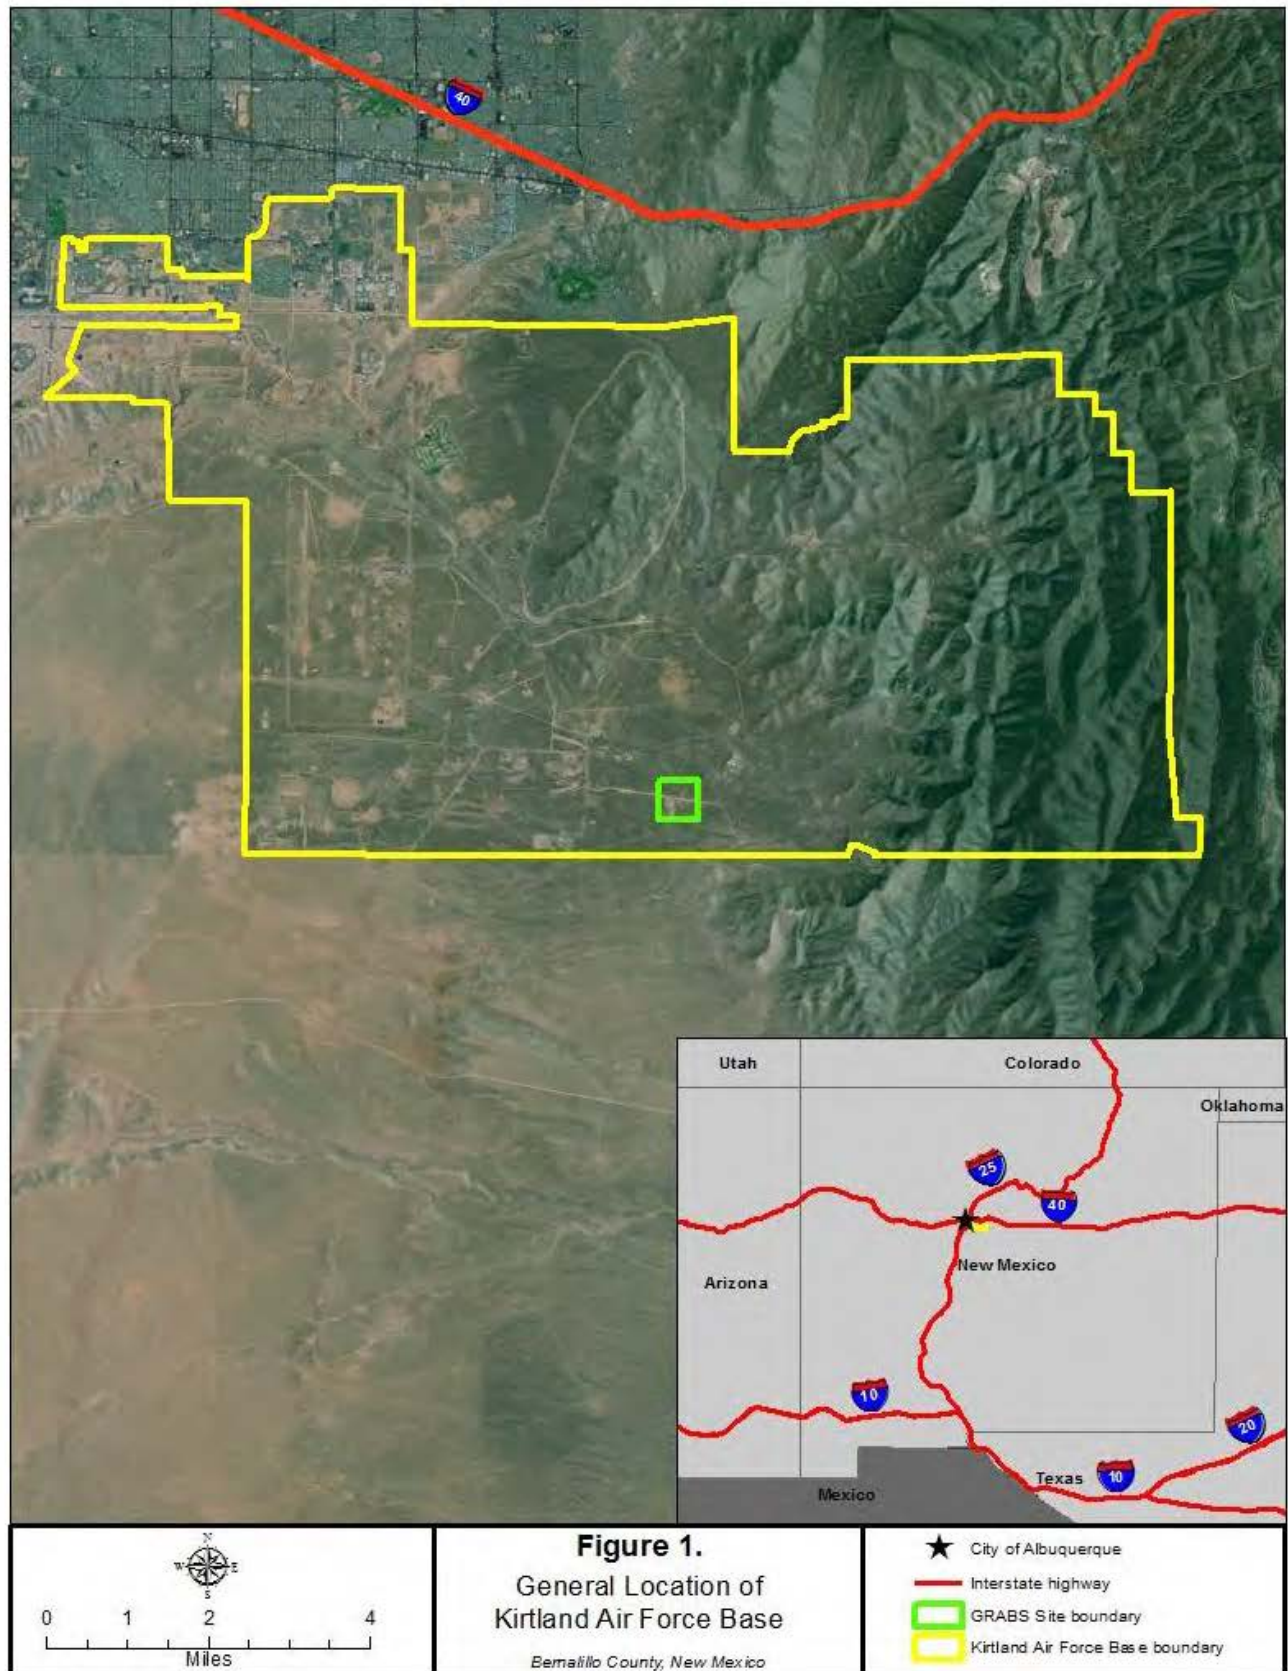 40
Utah
Colorado
Oklahoma
25
40
New Mexico
Arizona
10
20
Texas
10
Mexico
N
W E
S
0 1 2 4
Miles
Figure 1.
General Location of
Kirtland Air Force Base
Bernalillo County, New Mexico
City of Albuquerque
Interstate highway
GRABS Site boundary
Kirtland Air Force Base boundary